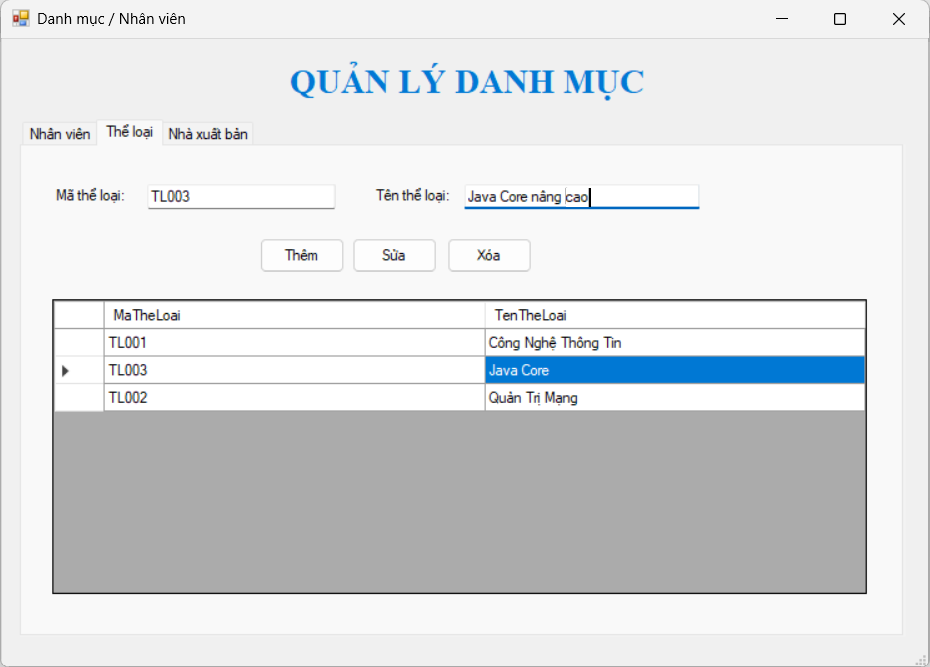 Danh mục / Nhân viên
QUẢN LÝ DANH MỤC
Nhân viên Thể loại Nhà xuất bản
Mã thể loại: TL003 Tên thể loại: Java Core nâng cao
Thêm Sửa Xóa
MaTheLoai TenTheLoai
TL001 Công Nghệ Thông Tin
TL003 Java Core
TL002 Quản Trị Mạng